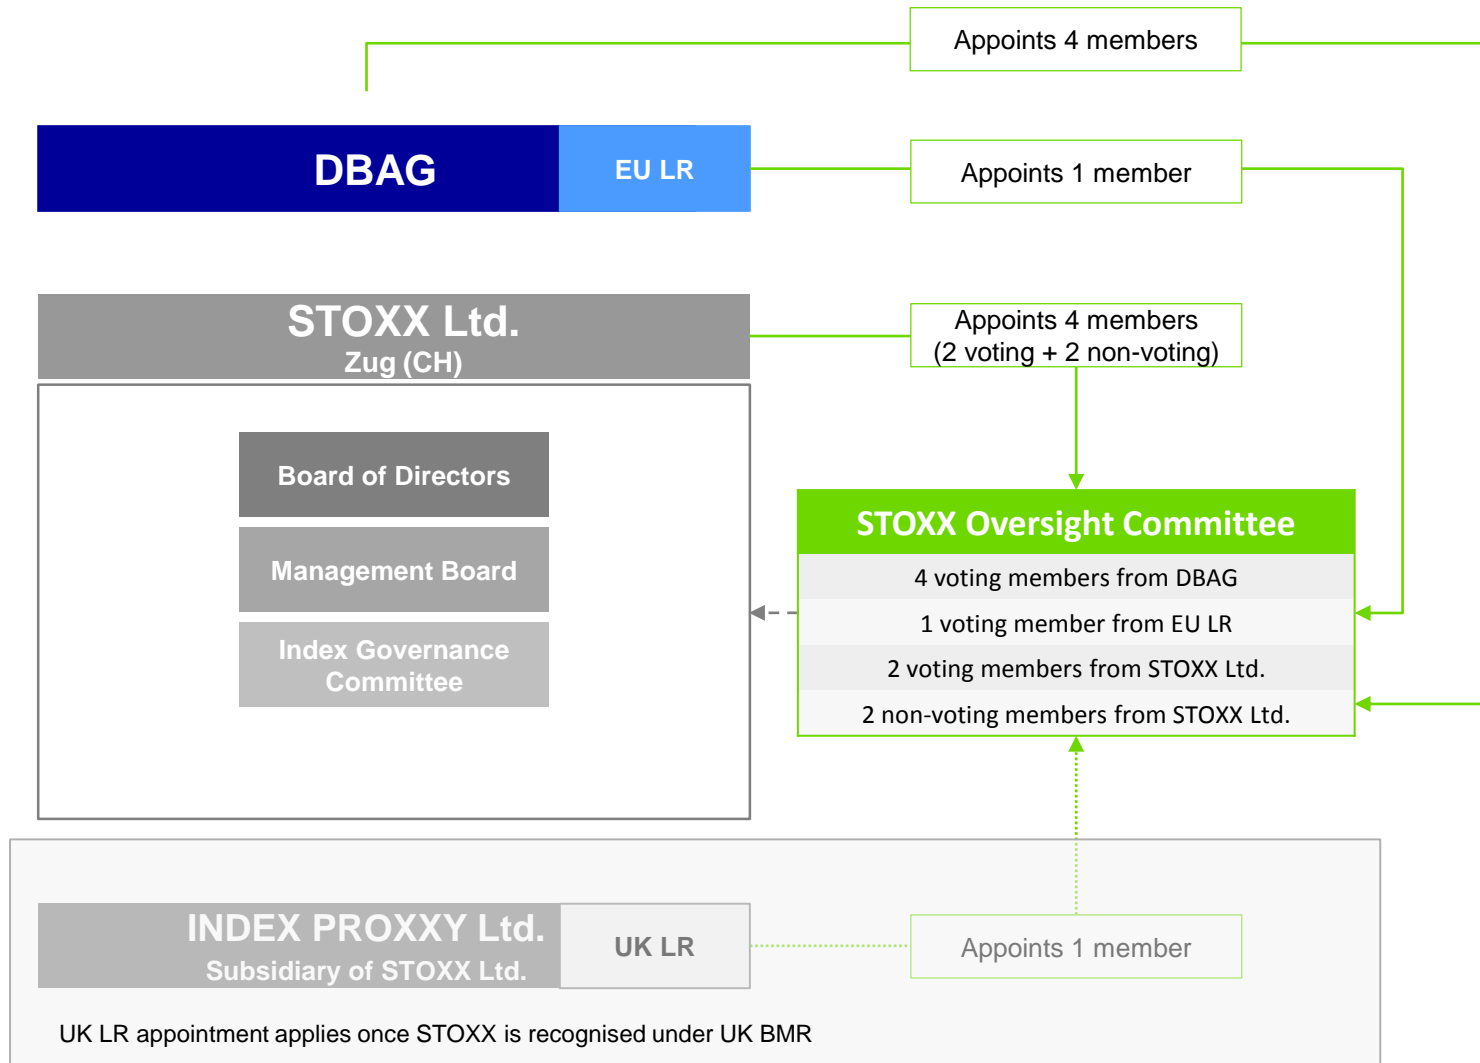 Appoints 4 members
DBAG
EU LR
Appoints 1 member
STOXX Ltd.
Zug (CH)
Appoints 4 members
(2 voting + 2 non-voting)
Board of Directors
Management Board
Index Governance
Committee
STOXX Oversight Committee
4 voting members from DBAG
1 voting member from EU LR
2 voting members from STOXX Ltd.
2 non-voting members from STOXX Ltd.
INDEX PROXXY Ltd.
Subsidiary of STOXX Ltd.
UK LR
Appoints 1 member
UK LR appointment applies once STOXX is recognised under UK BMR